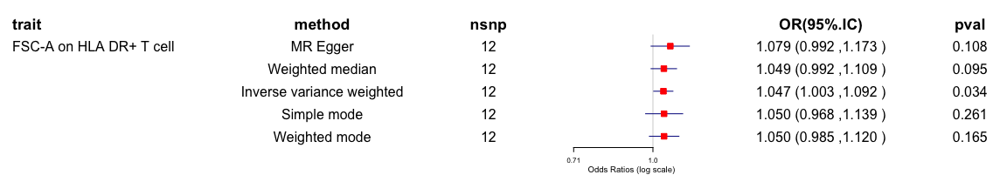 trait method nsnp OR(95%.IC) pval
FSC-A on HLA DR+ T cell MR Egger 12 1.079 (0.992 ,1.173 ) 0.108
Weighted median 12 1.049 (0.992 ,1.109 ) 0.095
Inverse variance weighted 12 1.047 (1.003 ,1.092 ) 0.034
Simple mode 12 1.050 (0.968 ,1.139 ) 0.261
Weighted mode 12 1.050 (0.985 ,1.120 ) 0.165
0.71 1.0
Odds Ratios (log scale)